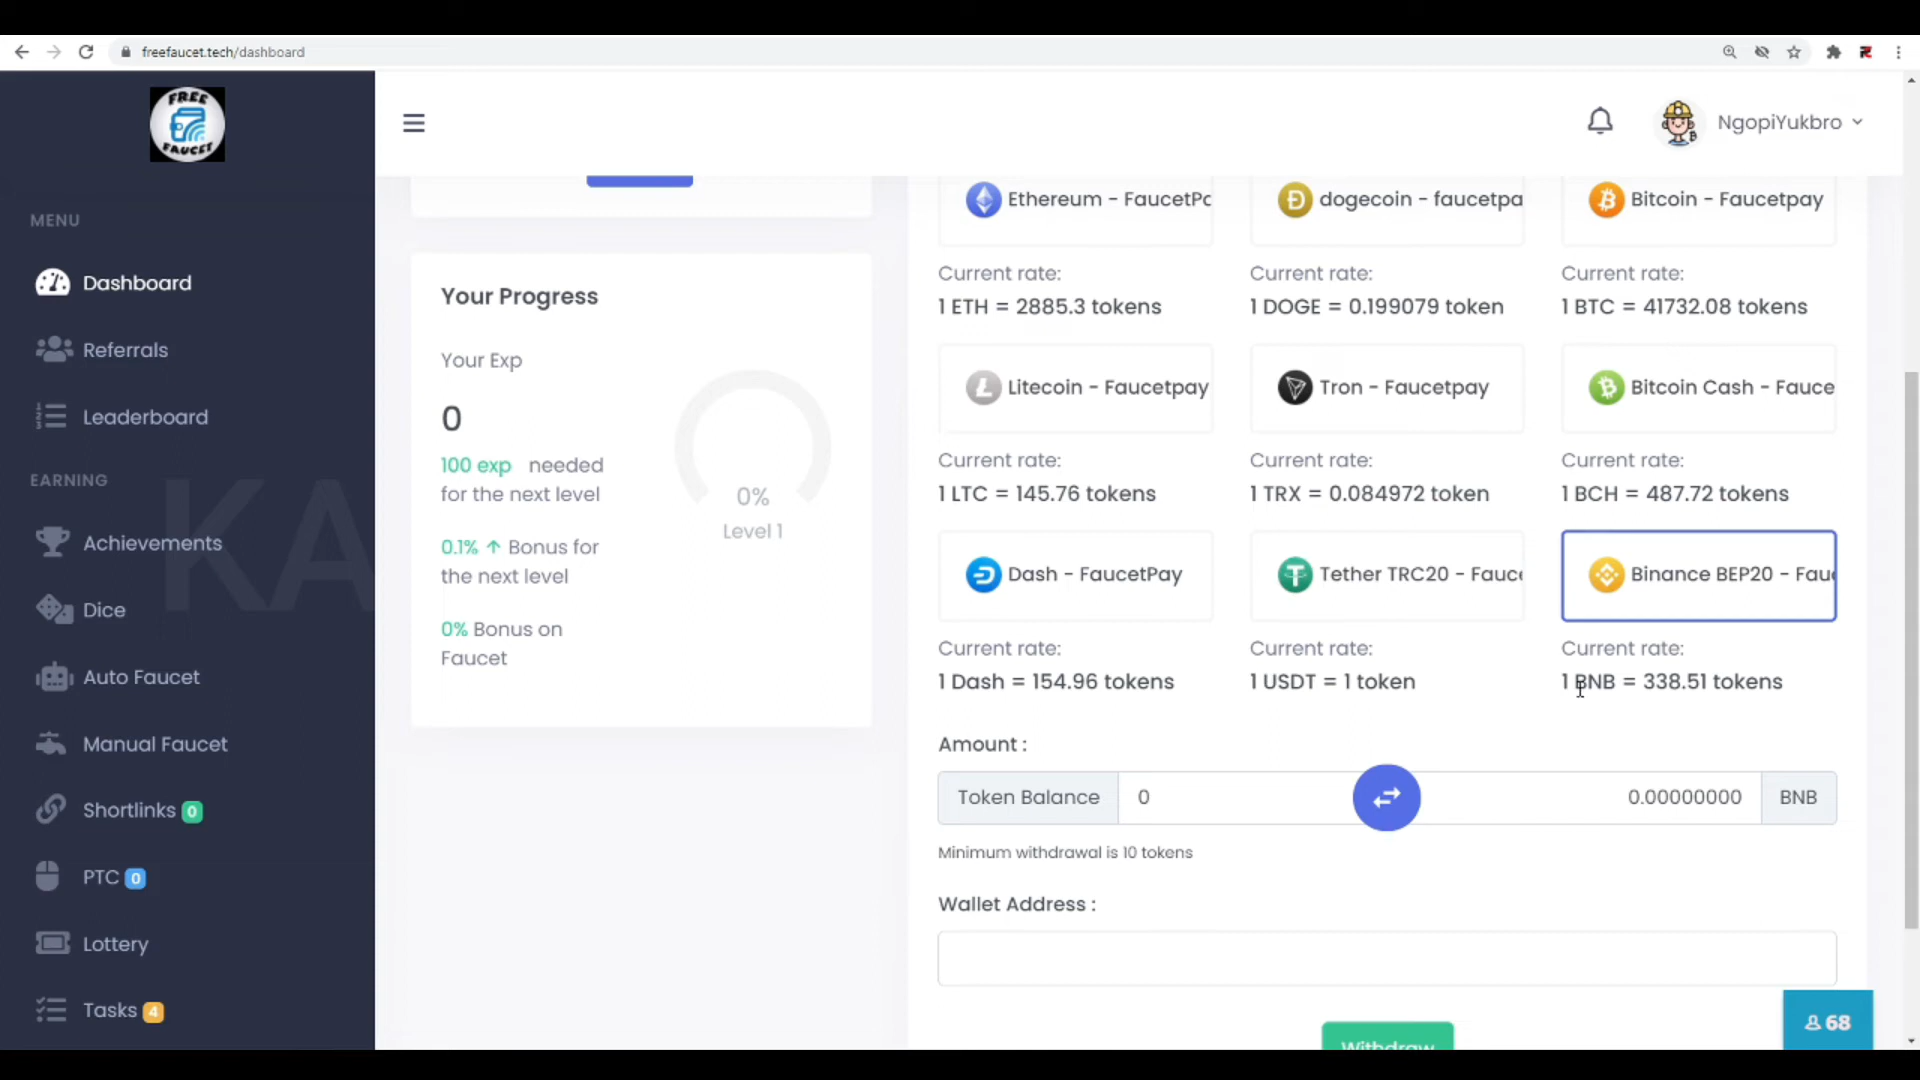 freefaucet.tech/dashboard
FREE
FAUCET
NgopiYukbro
MENU
Dashboard
Referrals
Leaderboard
EARNING
KA
Achievements
Dice
Auto Faucet
Manual Faucet
Shortlinks 0
PTC 0
Lottery
Tasks 4
Your Progress
Your Exp
0
100 exp needed
for the next level
0.1% ↑ Bonus for
the next level
0% Bonus on
Faucet
0%
Level 1
Ethereum - FaucetPa
dogecoin - faucetpa
Bitcoin - Faucetpay
Current rate:
1 ETH = 2885.3 tokens
Current rate:
1 DOGE = 0.199079 token
Current rate:
1 BTC = 41732.08 tokens
Litecoin - Faucetpay
Tron - Faucetpay
Bitcoin Cash - Fauce
Current rate:
1 LTC = 145.76 tokens
Current rate:
1 TRX = 0.084972 token
Current rate:
1 BCH = 487.72 tokens
Dash - FaucetPay
Tether TRC20 - Fauce
Binance BEP20 - Fauc
Current rate:
1 Dash = 154.96 tokens
Current rate:
1 USDT = 1 token
Current rate:
1 BNB = 338.51 tokens
Amount :
Token Balance 0 0.00000000 BNB
Minimum withdrawal is 10 tokens
Wallet Address :
Withdraw
68